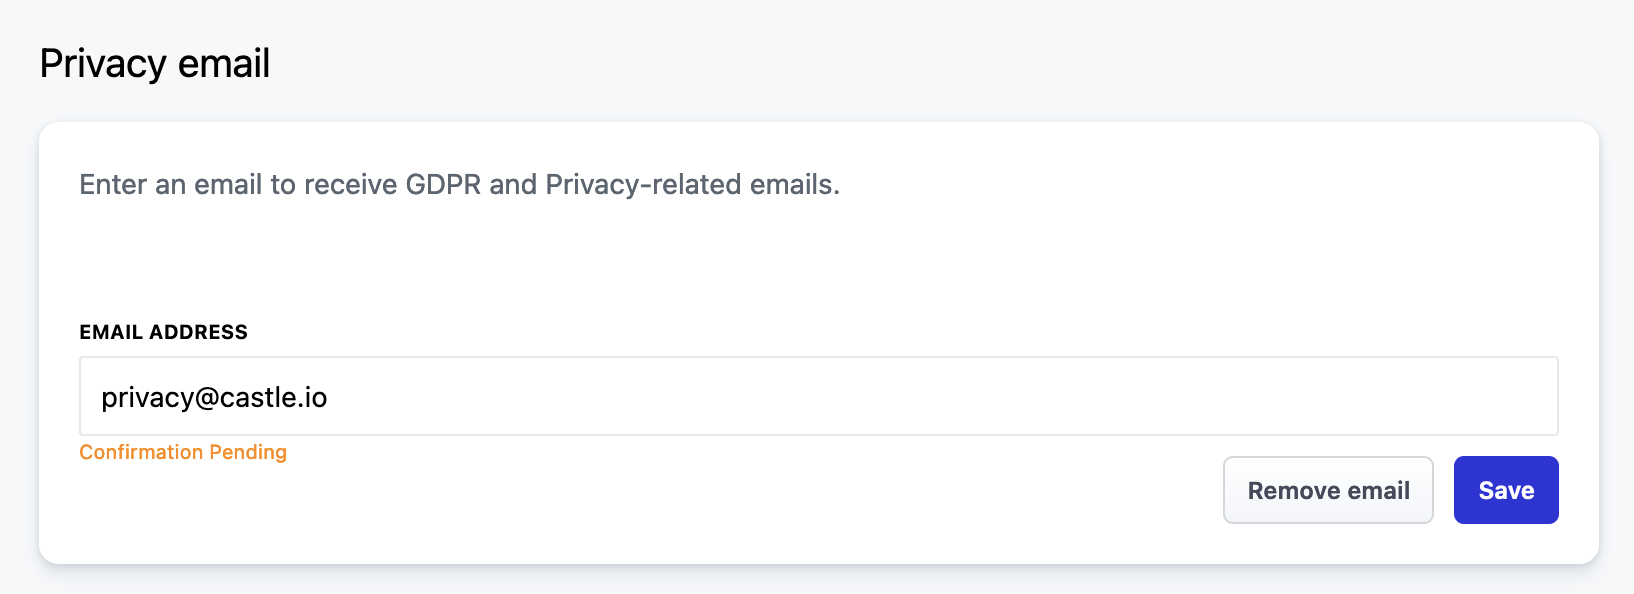 Privacy email
Enter an email to receive GDPR and Privacy-related emails.
EMAIL ADDRESS
privacy@castle.io
Confirmation Pending
Remove email
Save